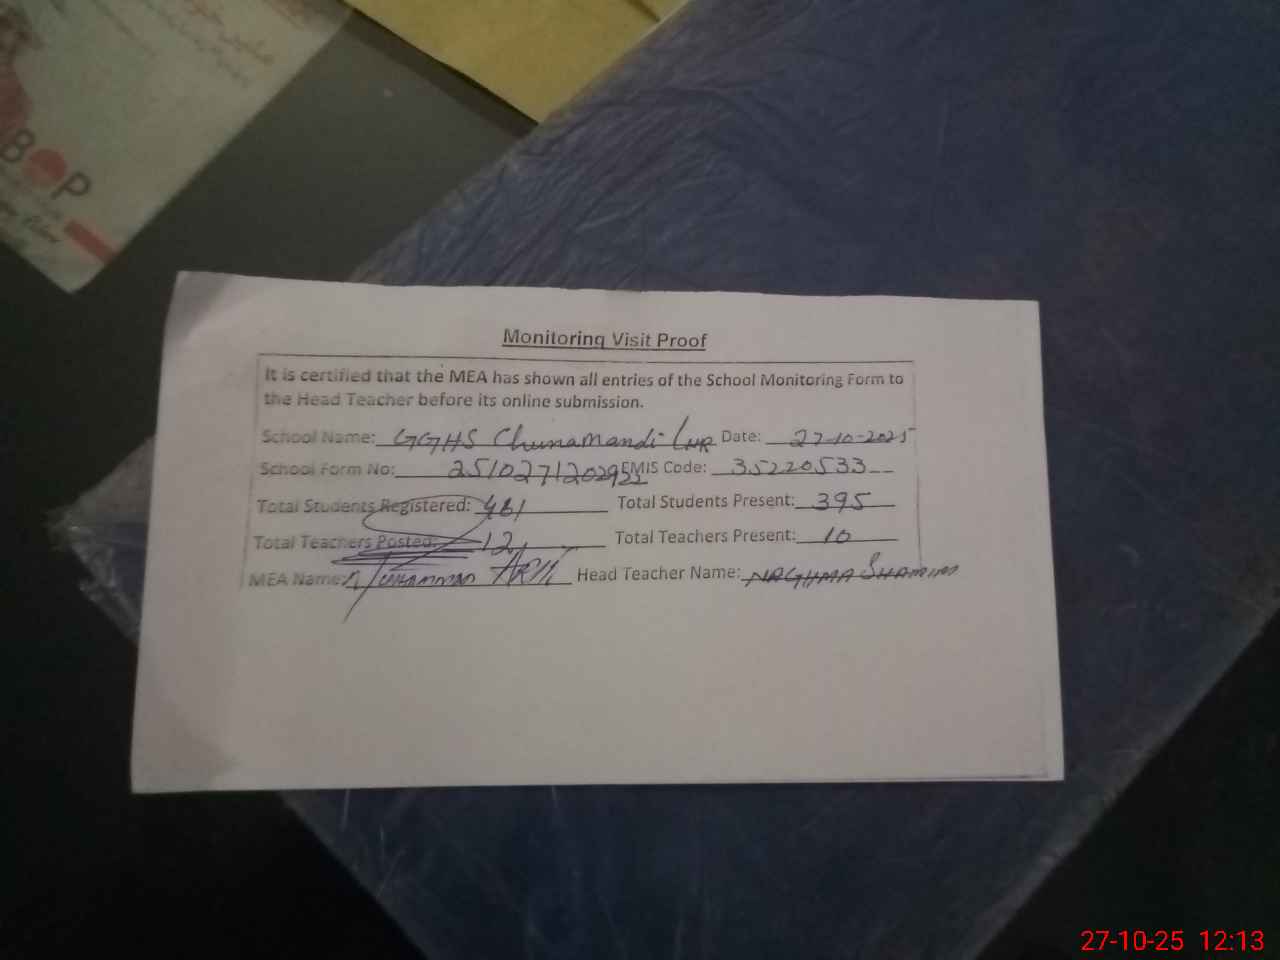 BOP
Monitoring Visit Proof
It is certified that the MEA has shown all entries of the School Monitoring Form to
the Head Teacher before its online submission.
School Name: GGHS Chunamandi LHR Date: 27-10-2025
School Form No: 2510271202922 EMIS Code: 35220533
Total Students Registered: 461 Total Students Present: 395
Total Teachers Posted: 12 Total Teachers Present: 10
MEA Name: Muhammad Head Teacher Name: NAGHMA SHAMIM
27-10-25 12:13